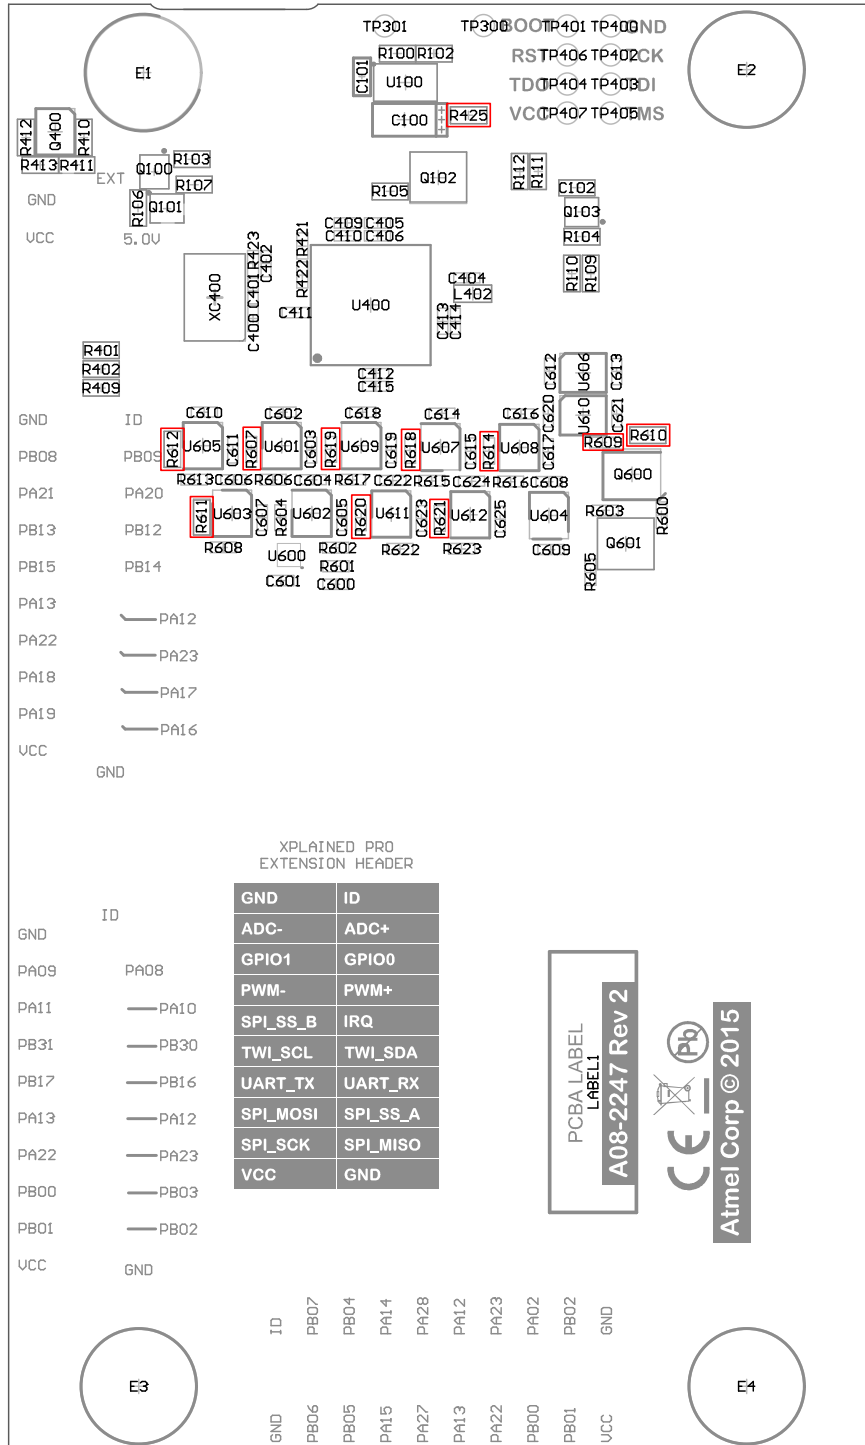 TP301
TP300
BOOT
TP401
TP400
GND
E1
E2
R100
R102
RST
TP406
TP402
TCK
C101
U100
TDO
TP404
TP403
TDI
C100
R425
VCC
TP407
TP405
TMS
R412
Q400
R410
R413
R411
EXT
Q100
R103
R107
R106
Q101
R105
Q102
R112
R111
C102
Q103
R104
GND
VCC
5.0V
C409
C405
C410
C406
R421
R422
R423
C402
C401
C400
XC400
C411
U400
C404
L402
C413
C414
R110
R109
C412
C415
R401
R402
R409
C612
U606
C613
C620
U610
C621
R609
R610
GND
ID
C610
C602
C618
C614
C616
R612
U605
C611
R607
U601
C603
R619
U609
C619
R618
U607
C615
R614
U608
C617
Q600
PB08
PB09
R613
C606
R606
C604
R617
C622
R615
C624
R616
C608
PA21
PA20
R611
U603
C607
R604
U602
C605
R620
U611
C623
R621
U612
C625
U604
R603
R600
Q601
R605
PB13
PB12
R608
U600
R602
R622
R623
C609
PB15
PB14
C601
R601
C600
PA13
PA12
PA22
PA23
PA18
PA17
PA19
PA16
VCC
GND
XPLAINED PRO
EXTENSION HEADER
GND ID
ADC- ADC+
GPIO1 GPIO0
PWM- PWM+
SPI_SS_B IRQ
TWI_SCL TWI_SDA
UART_TX UART_RX
SPI_MOSI SPI_SS_A
SPI_SCK SPI_MISO
VCC GND
ID
GND
PA09
PA08
PA11
PA10
PB31
PB30
PB17
PB16
PA13
PA12
PA22
PA23
PB00
PB03
PB01
PB02
VCC
GND
PCBA LABEL
LABEL1
A08-2247 Rev 2
Pb
CE
Atmel Corp © 2015
ID PB07 PB04 PA14 PA28 PA12 PA23 PA02 PB02 GND
E3
E4
GND PB06 PB05 PA15 PA27 PA13 PA22 PB00 PB01 VCC